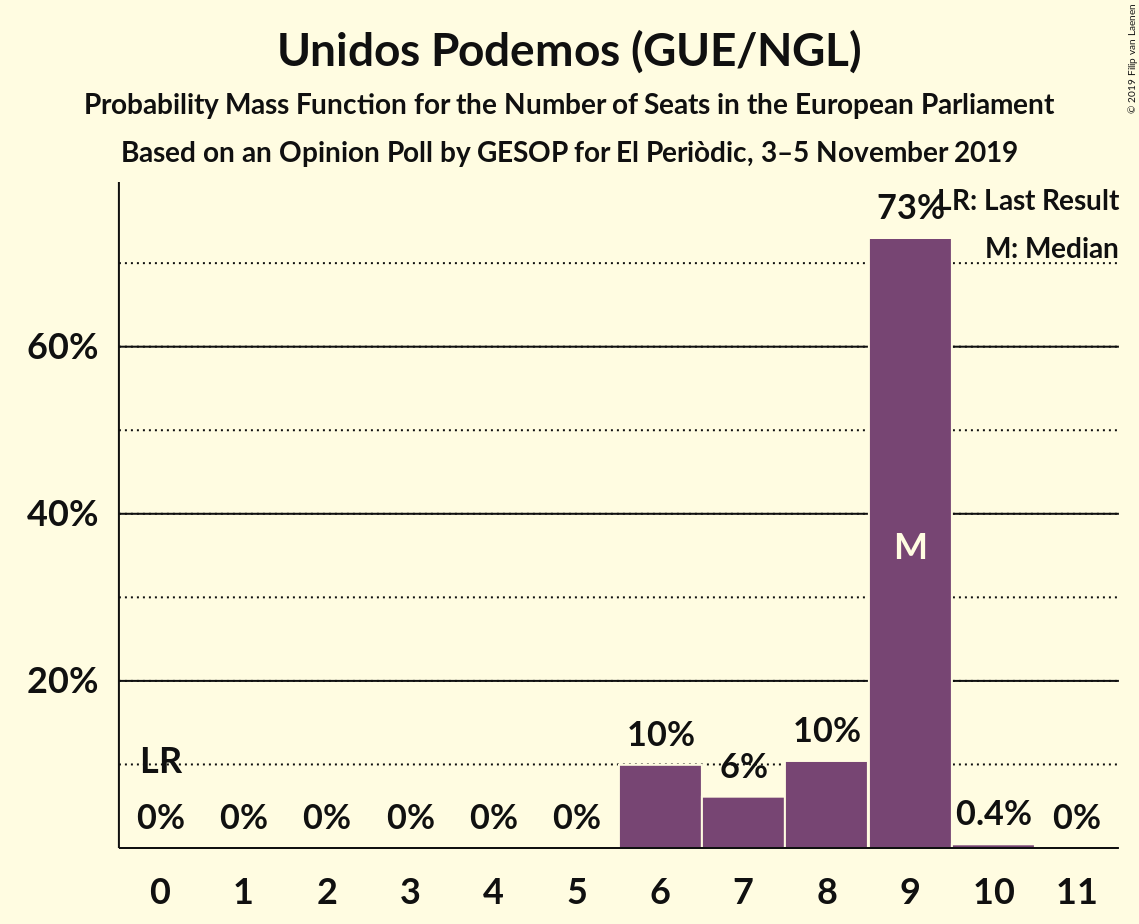 Unidos Podemos (GUE/NGL)
Probability Mass Function for the Number of Seats in the European Parliament
Based on an Opinion Poll by GESOP for El Periòdic, 3–5 November 2019
© 2019 Filip van Laenen
LR: Last Result
M: Median
60%
40%
20%
LR
0%
0%
0%
0%
0%
0%
10%
6%
10%
73%
M
0.4%
0%
0 1 2 3 4 5 6 7 8 9 10 11